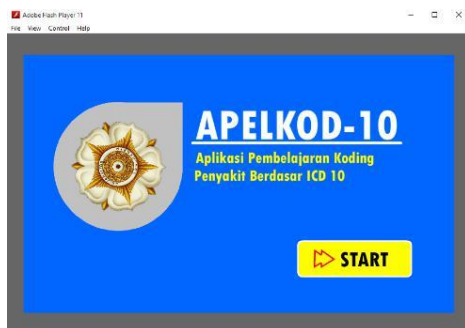 Adobe Flash Player 11
File View Control Help
APELKOD-10
Aplikasi Pembelajaran Koding
Penyakit Berdasar ICD 10
START